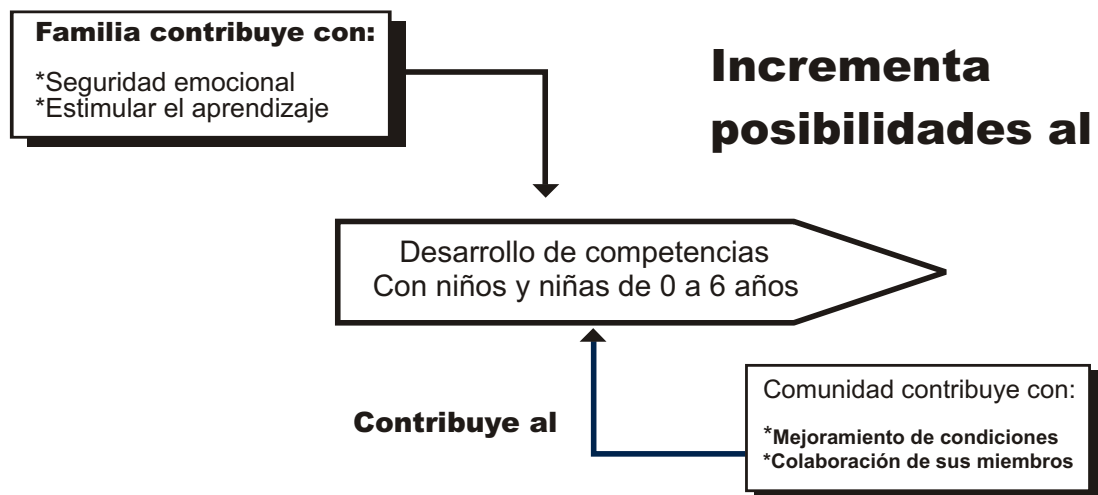 Familia contribuye con:
*Seguridad emocional
*Estimular el aprendizaje
Incrementa
posibilidades al
Desarrollo de competencias
Con niños y niñas de 0 a 6 años
Contribuye al
Comunidad contribuye con:
*Mejoramiento de condiciones
*Colaboración de sus miembros